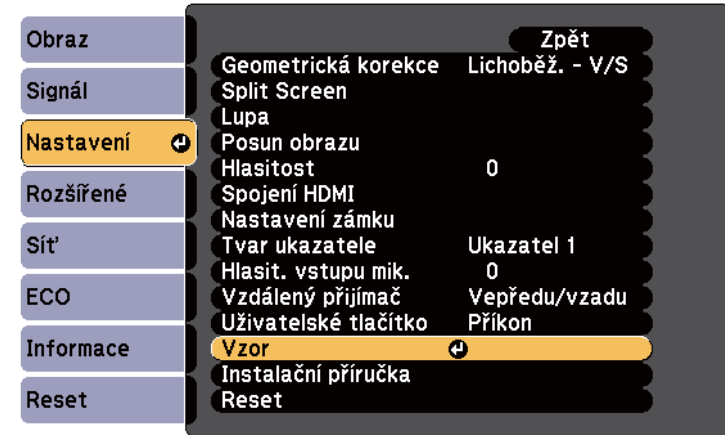 Obraz
Signál
Nastavení
Rozšířené
Síť
ECO
Informace
Reset
Zpět
Geometrická korekce Lichoběž. - V/S
Split Screen
Lupa
Posun obrazu
Hlasitost 0
Spojení HDMI
Nastavení zámku
Tvar ukazatele Ukazatel 1
Hlasit. vstupu mik. 0
Vzdálený přijímač Vepředu/vzadu
Uživatelské tlačítko Příkon
Vzor
Instalační příručka
Reset